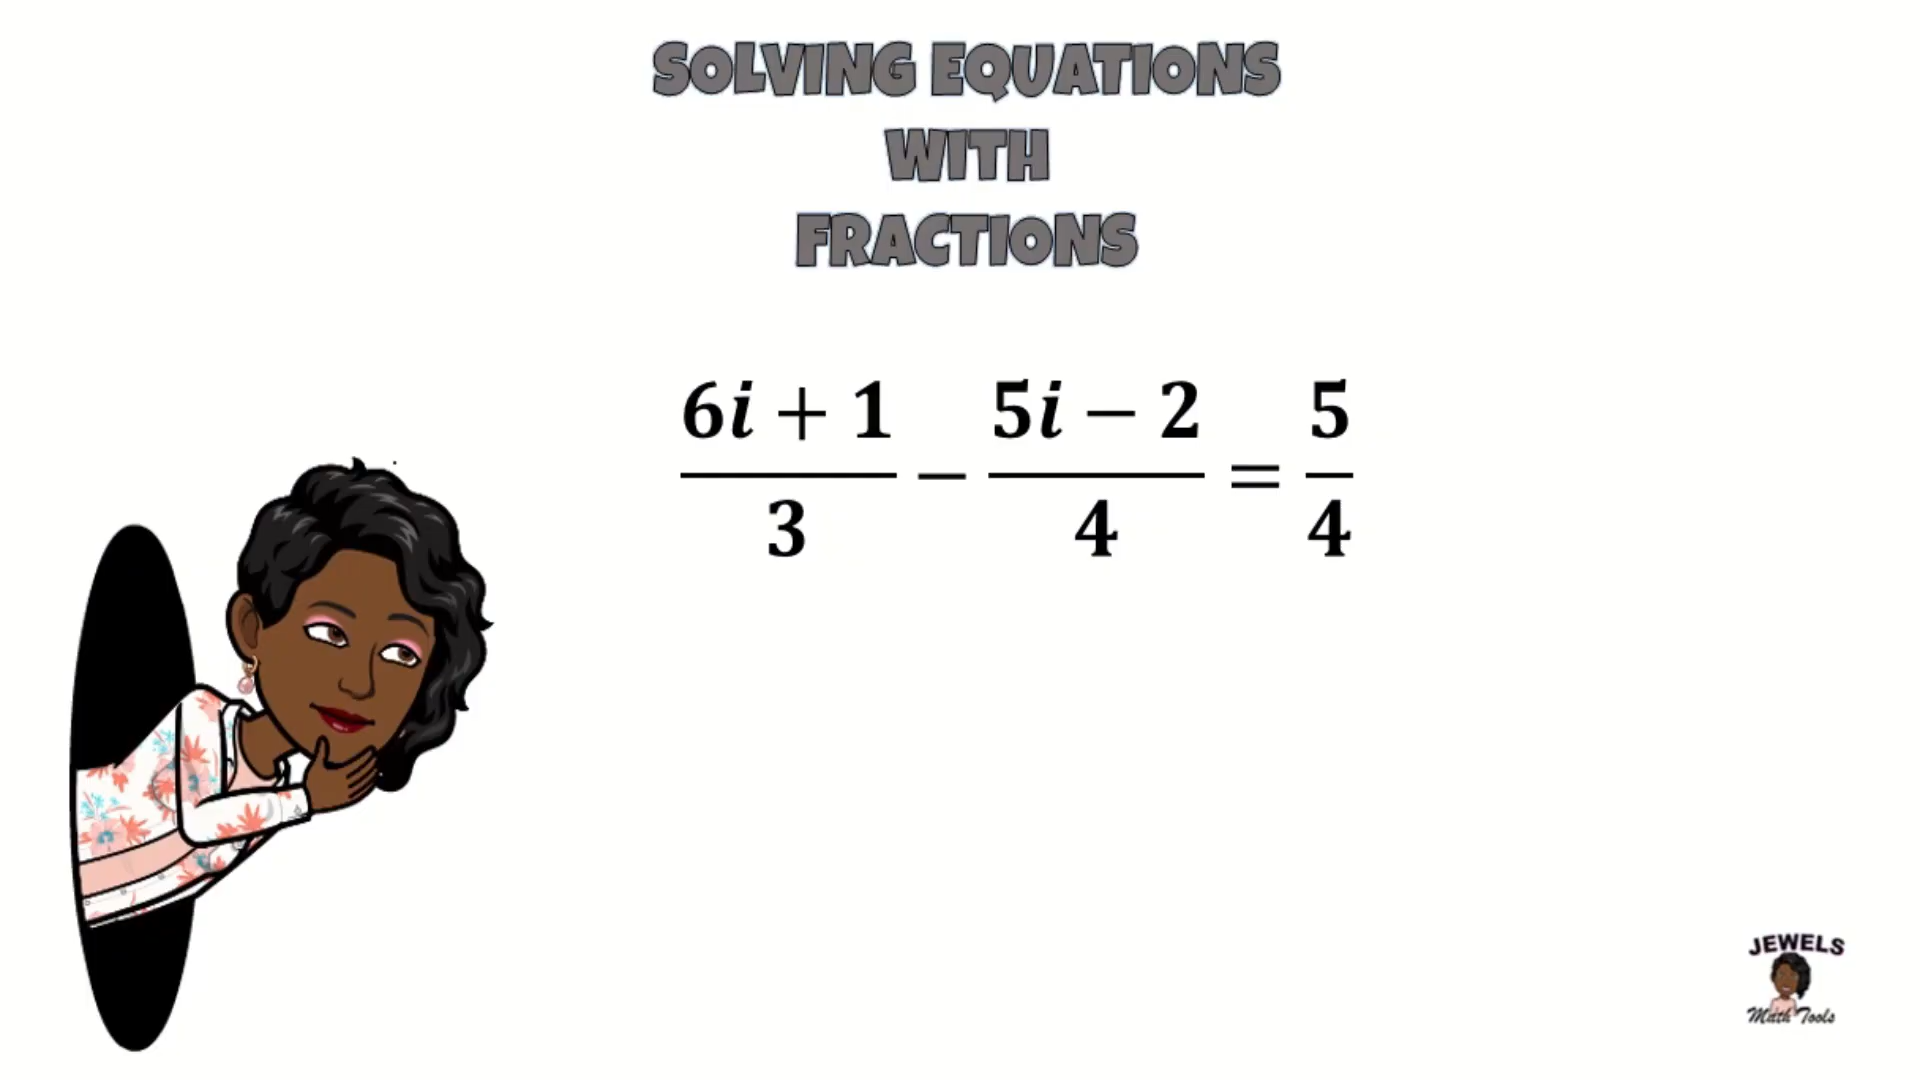 SOLVING EQUATIONS
WITH
FRACTIONS
6i + 1 / 3 − 5i − 2 / 4 = 5 / 4
JEWELS
Math Tools